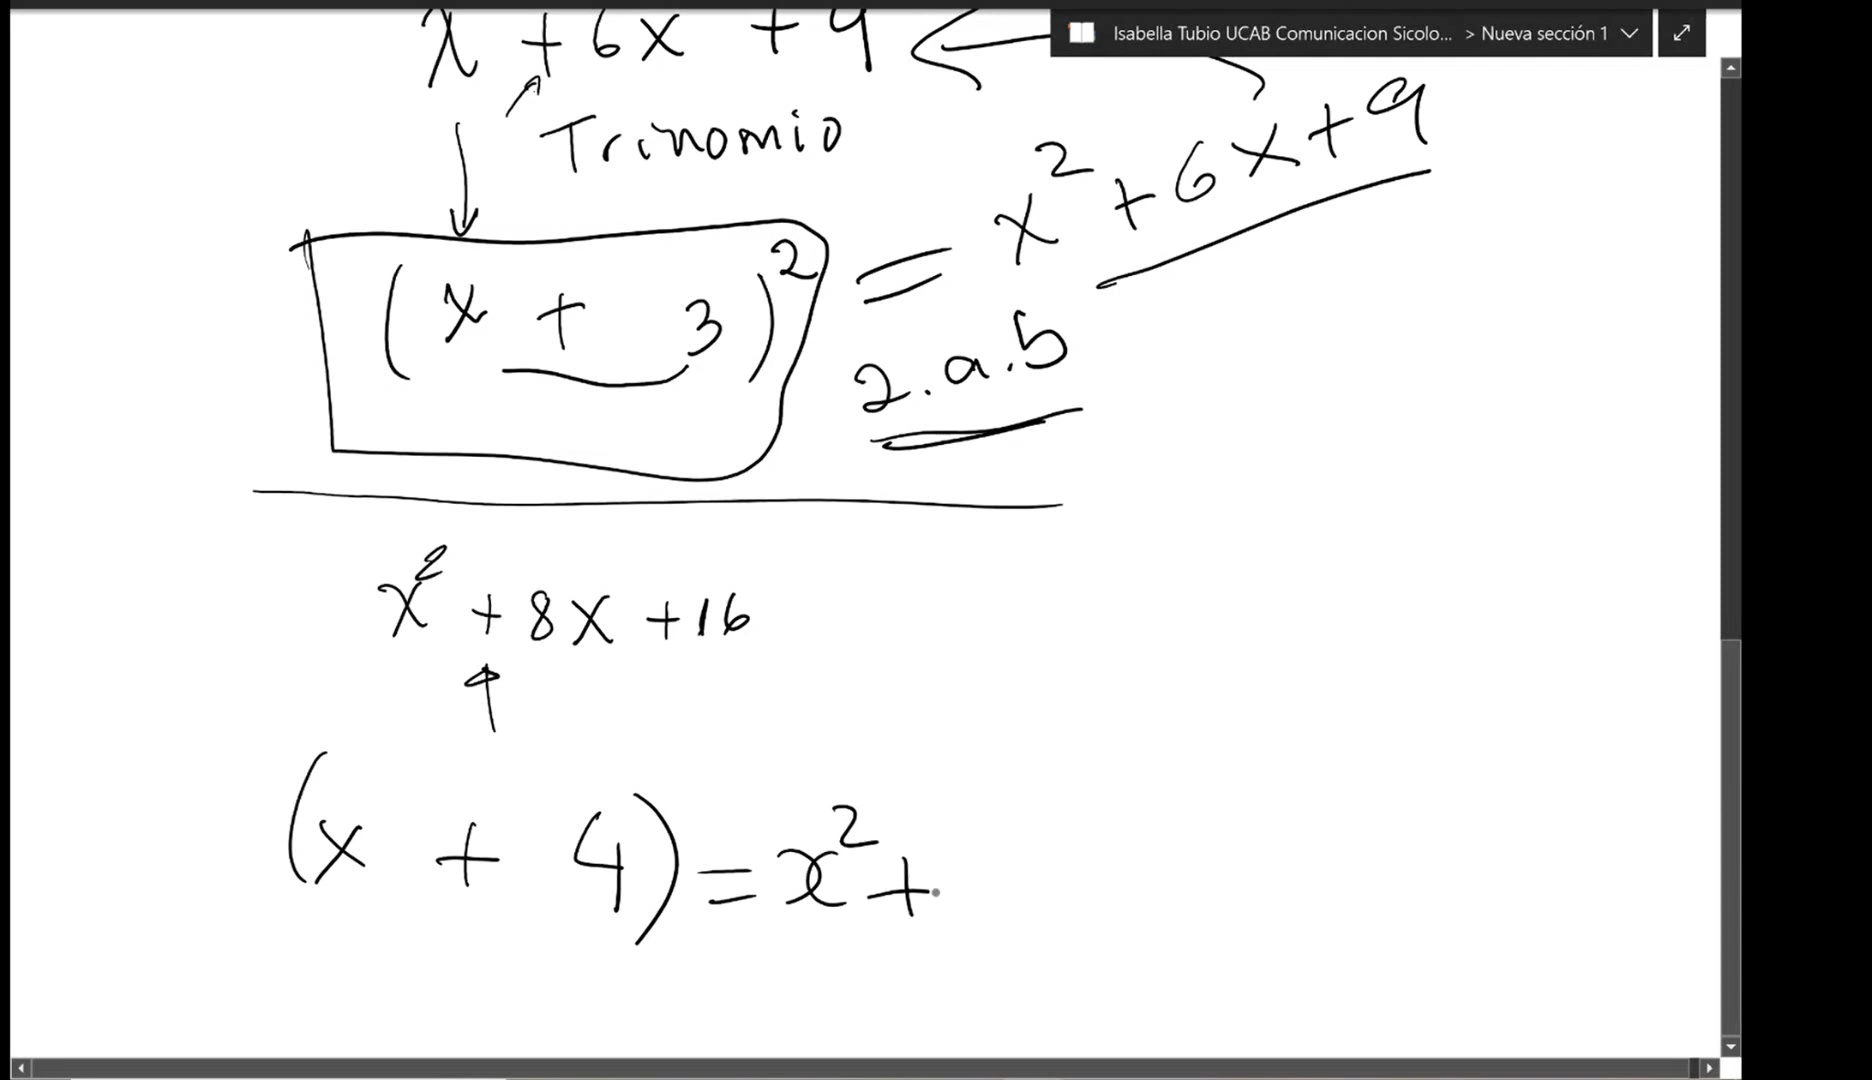 Isabella Tubio UCAB Comunicacion Sicolo... > Nueva sección 1
x +6x +9
Trinomio
(x + 3)² = x² + 6x + 9
2.a.b
x² + 8x + 16
(x + 4) = x² +